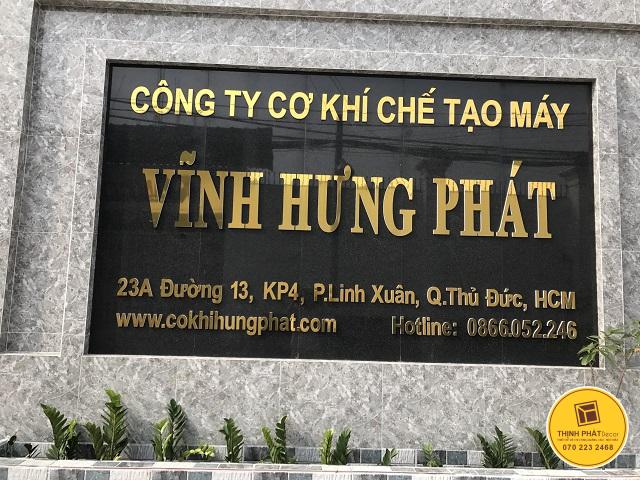 CÔNG TY CƠ KHÍ CHẾ TẠO MÁY
VĨNH HƯNG PHÁT
23A Đường 13, KP4, P.Linh Xuân, Q.Thủ Đức, HCM
www.cokhihungphat.com Hotline: 0866.052.246
THỊNH PHÁT Decor
070 223 2468